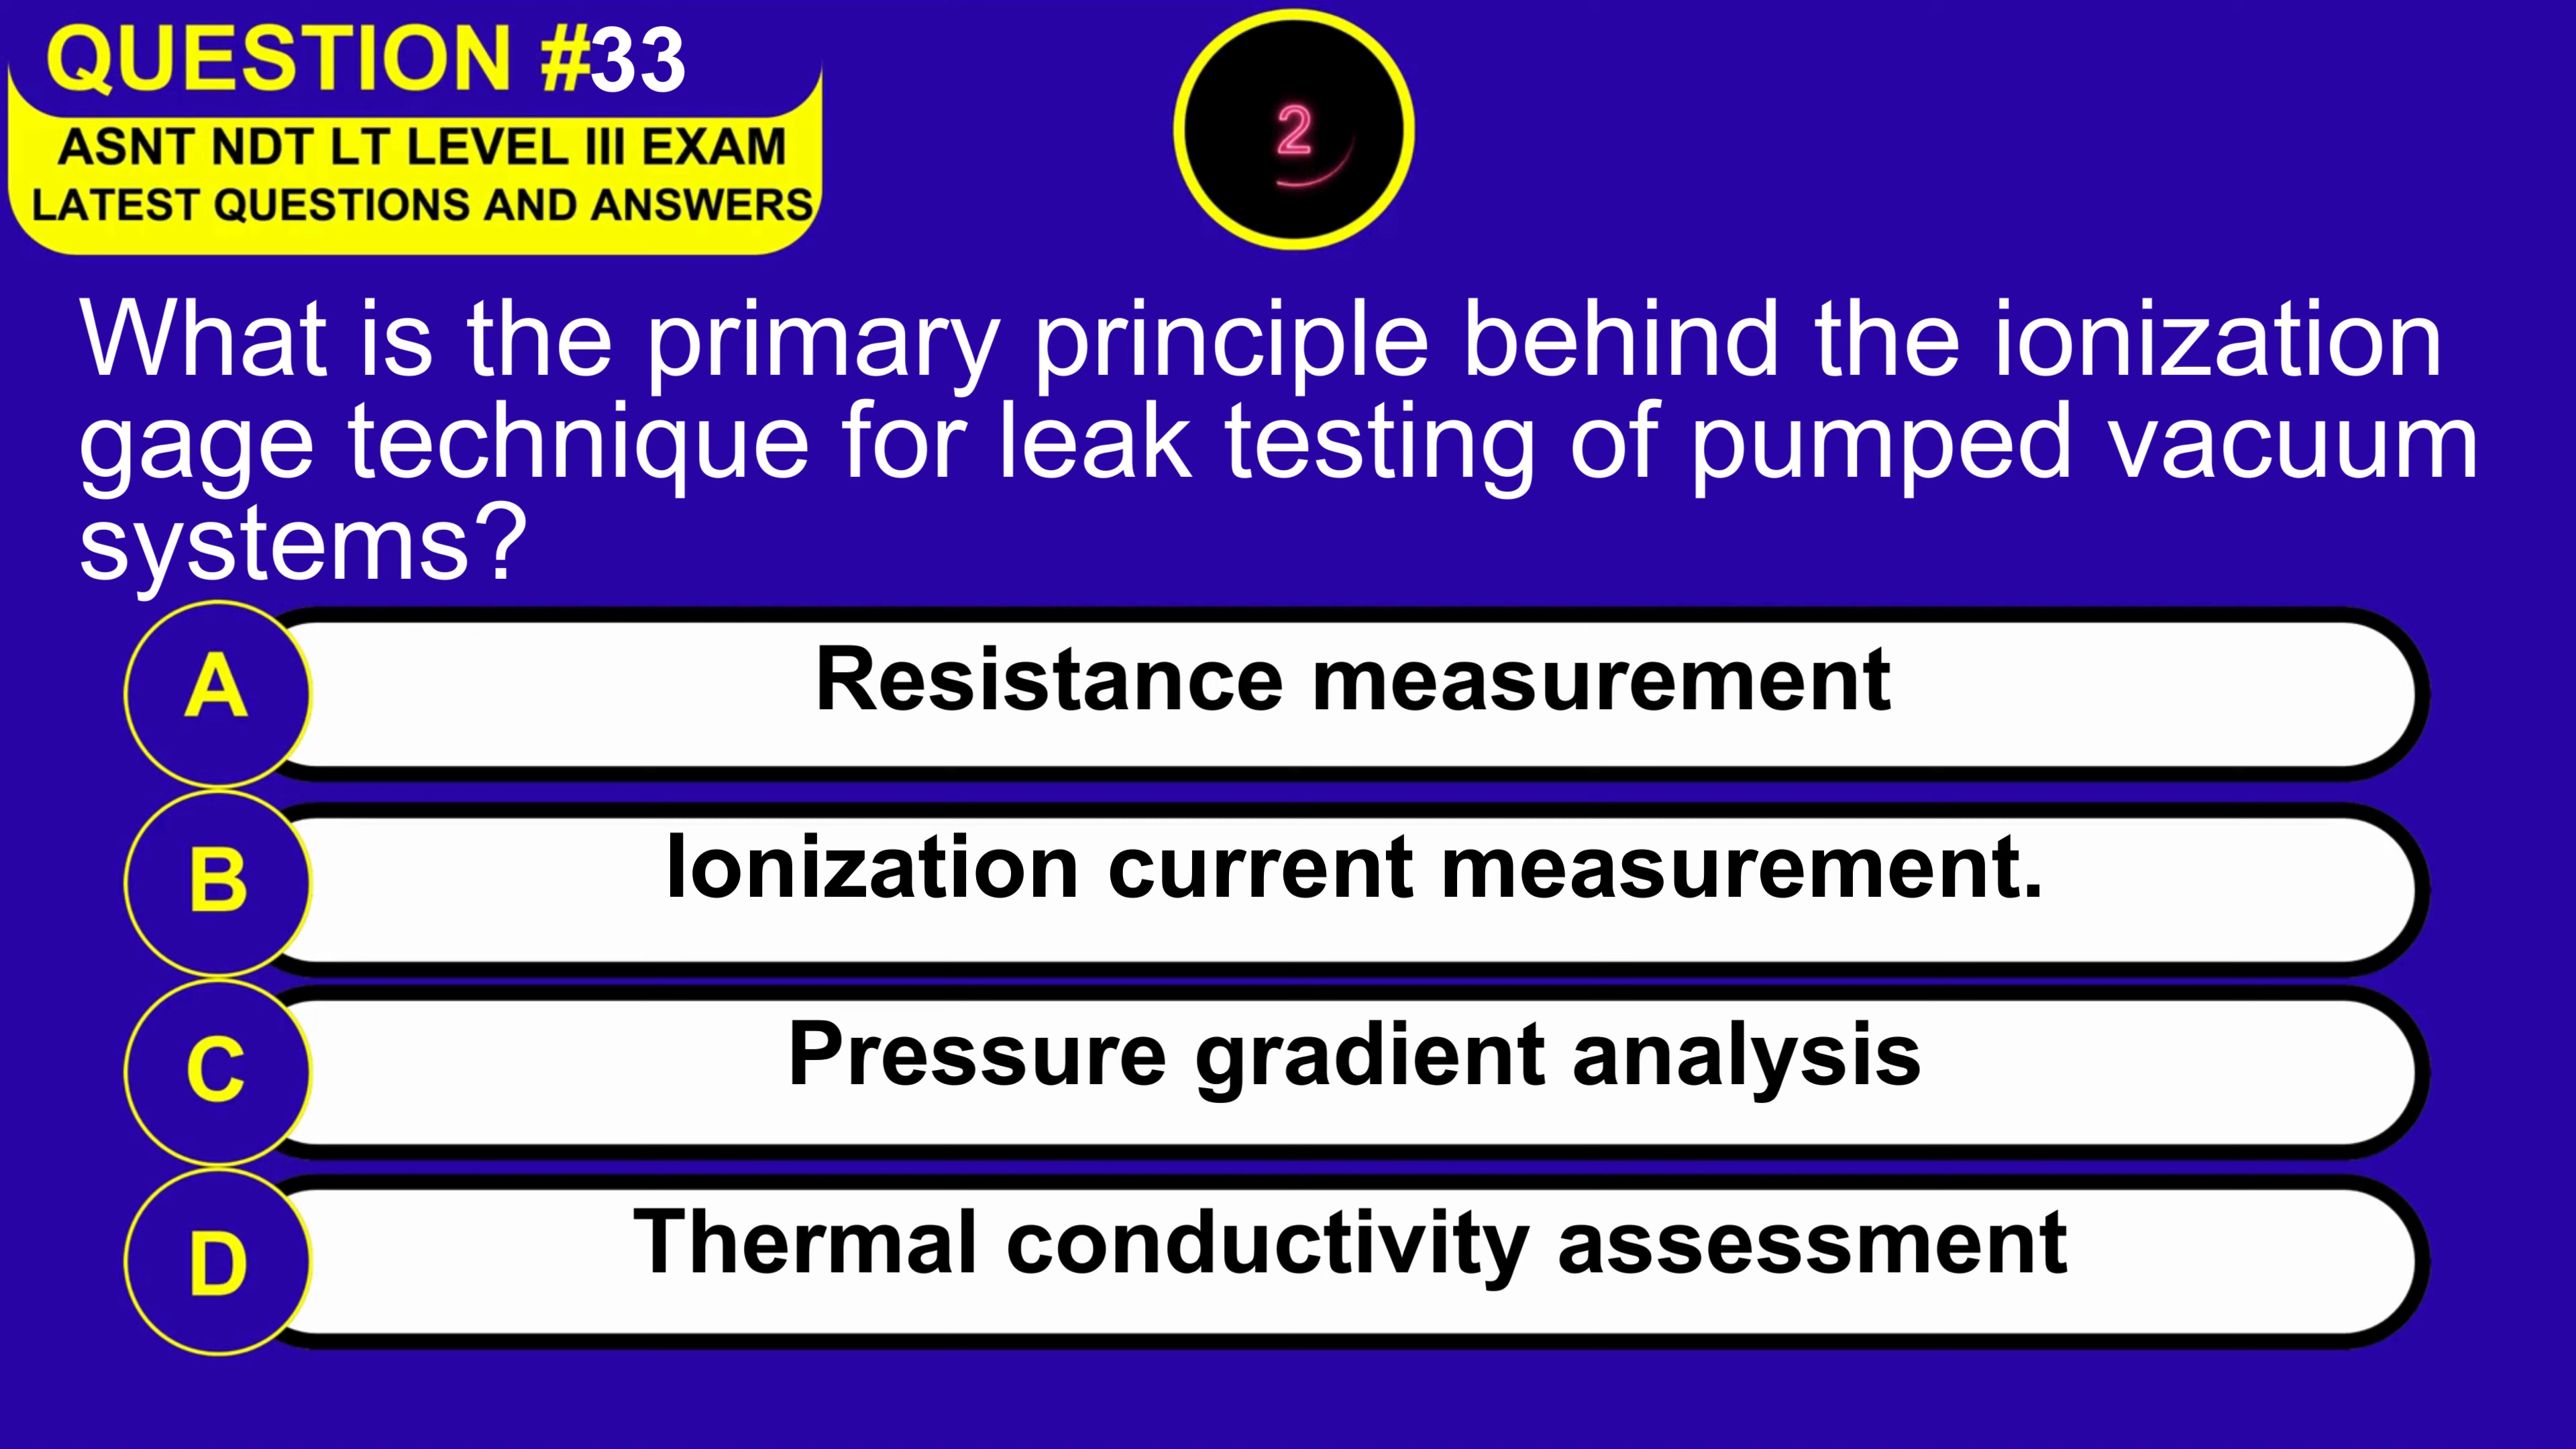 QUESTION #33
ASNT NDT LT LEVEL III EXAM
LATEST QUESTIONS AND ANSWERS
2
What is the primary principle behind the ionization
gage technique for leak testing of pumped vacuum
systems?
A Resistance measurement
B Ionization current measurement.
C Pressure gradient analysis
D Thermal conductivity assessment